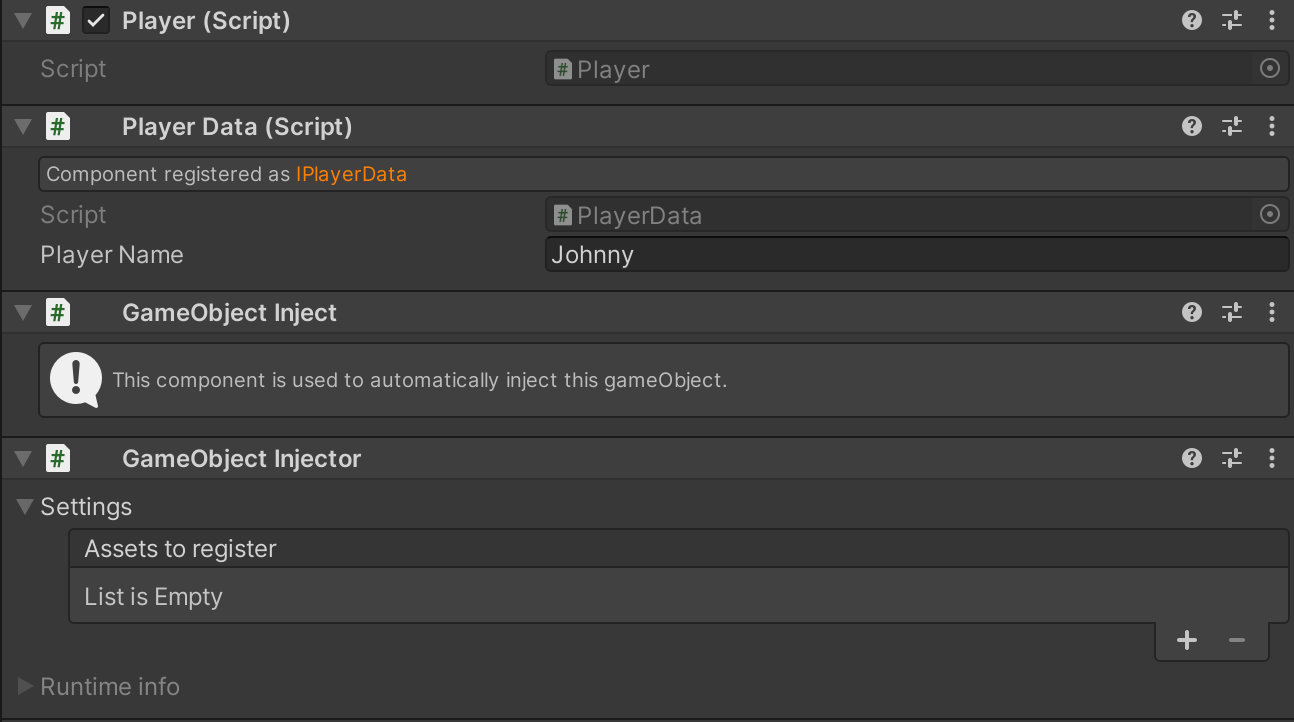 Player (Script)
Script
Player
Player Data (Script)
Component registered as IPlayerData
Script
PlayerData
Player Name
Johnny
GameObject Inject
This component is used to automatically inject this gameObject.
GameObject Injector
Settings
Assets to register
List is Empty
Runtime info